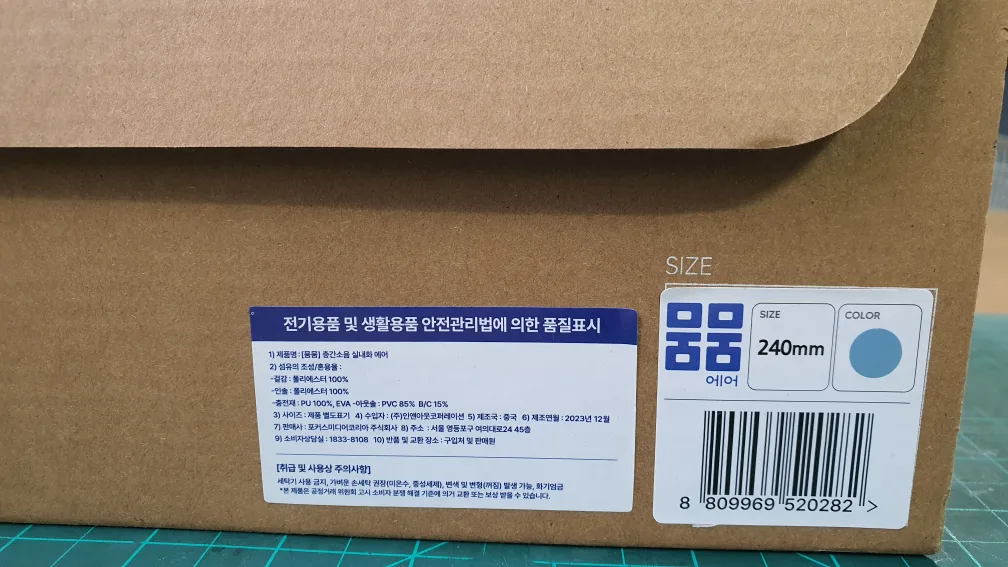 전기용품 및 생활용품 안전관리법에 의한 품질표시
1) 제품명 : [뭄뭄] 층간소음 실내화 에어
2) 섬유의 조성/혼용율 :
-겉감 : 폴리에스터 100%
-안솔 : 폴리에스터 100%
-충전재 : PU 100%, EVA -아웃솔 : PVC 85% B/C 15%
3) 사이즈 : 제품 별도표기 4) 수입자 : (주)인앤아웃코퍼레이션 5) 제조국 : 중국 6) 제조연월 : 2023년 12월
7) 판매사 : 포커스미디어코리아 주식회사 8) 주소 : 서울 영등포구 여의대로24 45층
9) 소비자상담실 : 1833-8108 10) 반품 및 교환 장소 : 구입처 및 판매원
[취급 및 사용상 주의사항]
세탁기 사용 금지, 가벼운 손세탁 권장(미온수, 중성세제), 변색 및 변형(꺼짐) 발생 가능, 화기엄금
*본 제품은 공정거래 위원회 고시 소비자 분쟁 해결 기준에 의거 교환 또는 보상 받을 수 있습니다.
SIZE
뭄뭄
에어
SIZE
240mm
COLOR
8 809969 520282 >